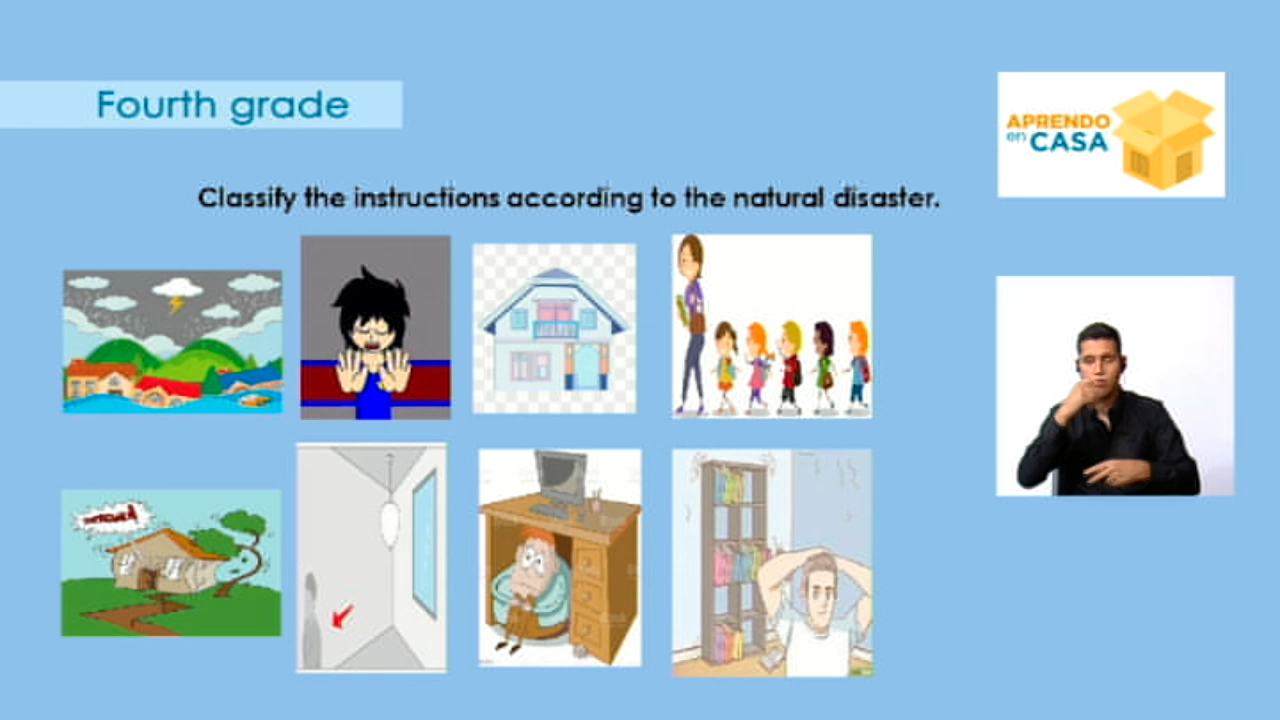 Fourth grade
APRENDO
en CASA
Classify the instructions according to the natural disaster.